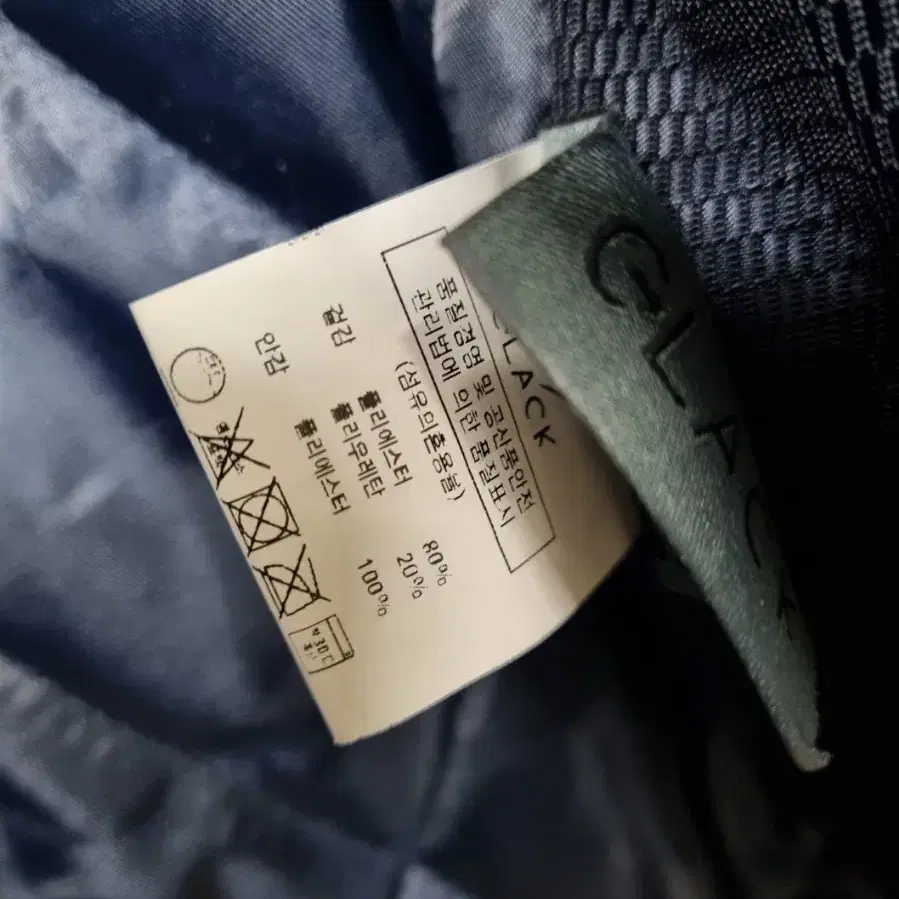 GLACK
GLACK
품질경영 및 공산품안전
관리법에 의한 품질표시
(섬유의혼용율)
겉감 폴리에스터 80%
폴리우레탄 20%
안감 폴리에스터 100%